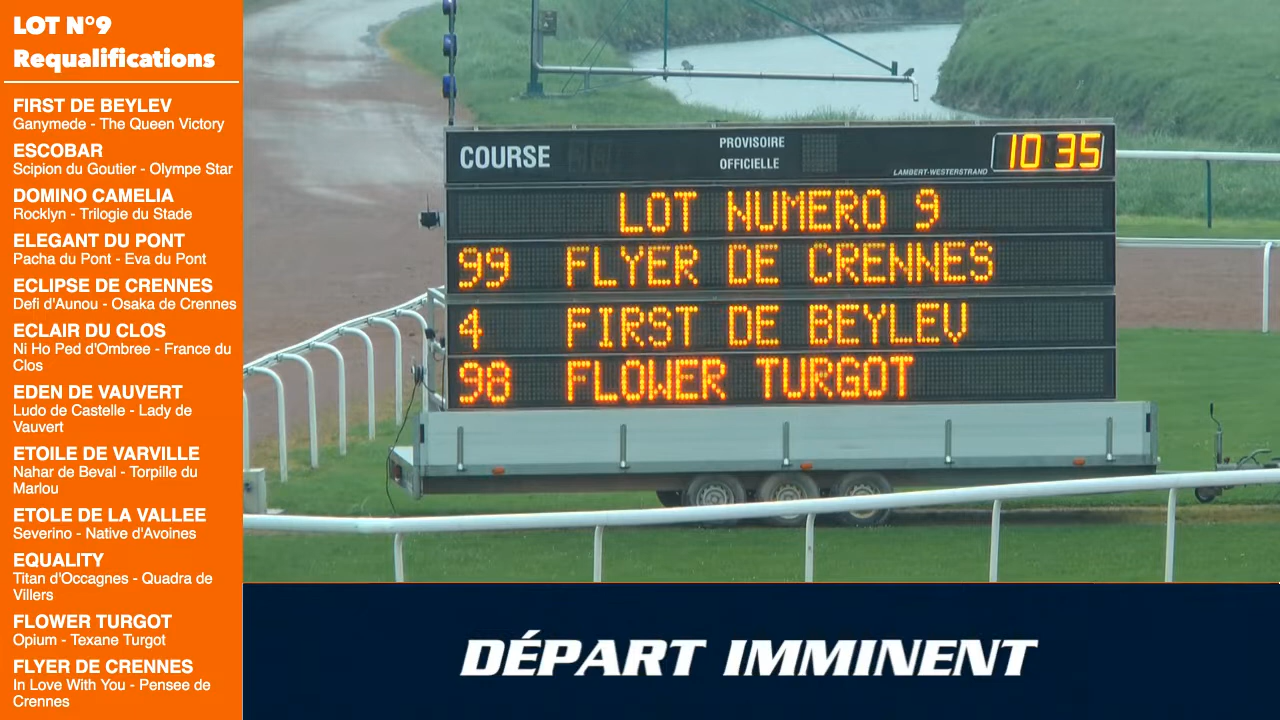 LOT N°9
Requalifications
FIRST DE BEYLEV
Ganymede - The Queen Victory
ESCOBAR
Scipion du Goutier - Olympe Star
DOMINO CAMELIA
Rocklyn - Trilogie du Stade
ELEGANT DU PONT
Pacha du Pont - Eva du Pont
ECLIPSE DE CRENNES
Defi d'Aunou - Osaka de Crennes
ECLAIR DU CLOS
Ni Ho Ped d'Ombree - France du
Clos
EDEN DE VAUVERT
Ludo de Castelle - Lady de
Vauvert
ETOILE DE VARVILLE
Nahar de Beval - Torpille du
Marlou
ETOLE DE LA VALLEE
Severino - Native d'Avoines
EQUALITY
Titan d'Occagnes - Quadra de
Villers
FLOWER TURGOT
Opium - Texane Turgot
FLYER DE CRENNES
In Love With You - Pensee de
Crennes
COURSE
PROVISOIRE
OFFICIELLE
LAMBERT-WESTERSTRAND
10 35
LOT NUMERO 9
99 FLYER DE CRENNES
4 FIRST DE BEYLEV
98 FLOWER TURGOT
DÉPART IMMINENT